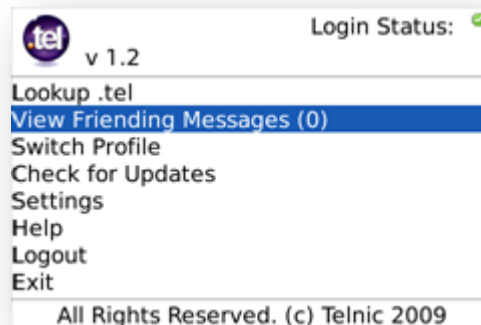 .tel
Login Status:
v 1.2
Lookup .tel
View Friending Messages (0)
Switch Profile
Check for Updates
Settings
Help
Logout
Exit
All Rights Reserved. (c) Telnic 2009